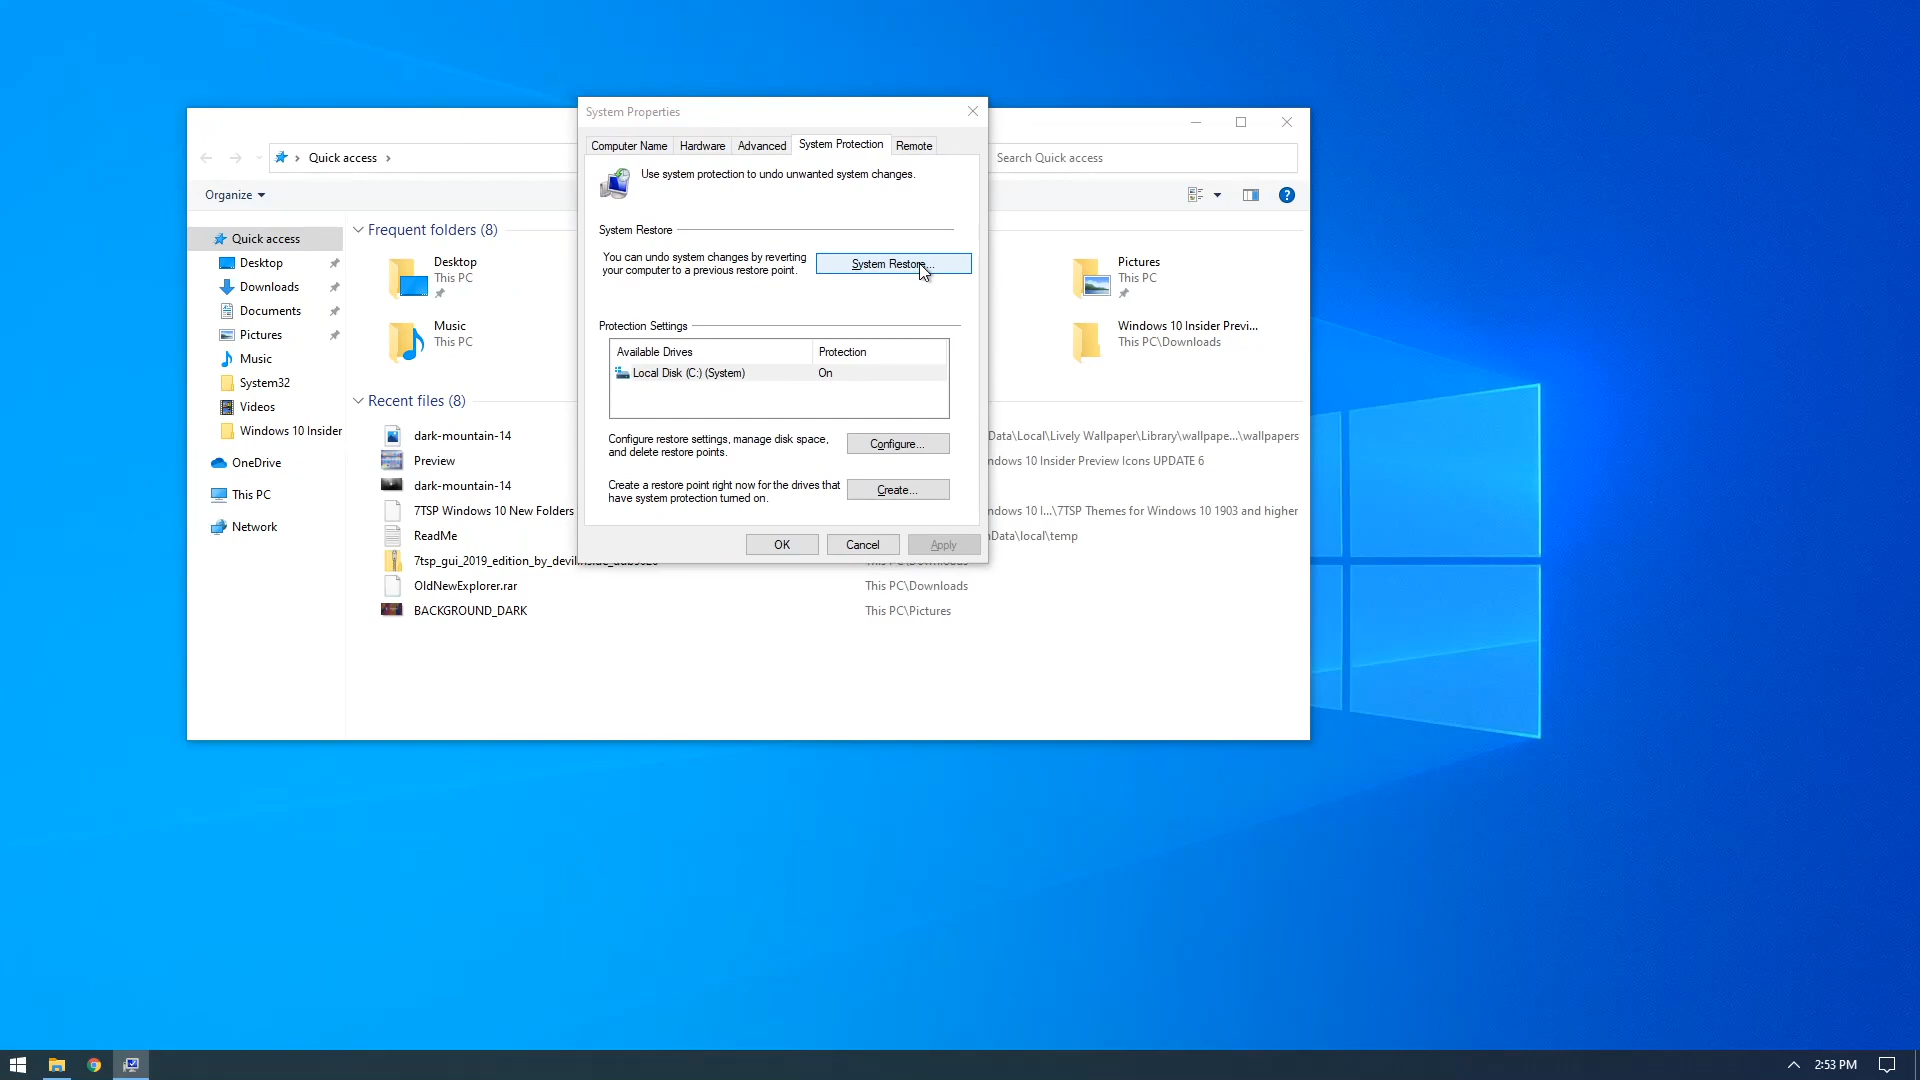 System Properties
Computer Name
Hardware
Advanced
System Protection
Remote
Use system protection to undo unwanted system changes.
System Restore
You can undo system changes by reverting
your computer to a previous restore point.
System Restore...
Protection Settings
Available Drives
Protection
Local Disk (C:) (System)
On
Configure restore settings, manage disk space,
and delete restore points.
Configure...
Create a restore point right now for the drives that
have system protection turned on.
Create...
OK
Cancel
Apply
Quick access
Search Quick access
Organize
Quick access
Desktop
Downloads
Documents
Pictures
Music
System32
Videos
Windows 10 Insider
OneDrive
This PC
Network
Frequent folders (8)
Desktop
This PC
Pictures
This PC
Music
This PC
Windows 10 Insider Previ...
This PC\Downloads
Recent files (8)
dark-mountain-14
Data\Local\Lively Wallpaper\Library\wallpape...\wallpapers
Preview
ndows 10 Insider Preview Icons UPDATE 6
dark-mountain-14
7TSP Windows 10 New Folders
ndows 10 I...\7TSP Themes for Windows 10 1903 and higher
ReadMe
Data\local\temp
7tsp_gui_2019_edition_by_devil
This PC\Downloads
OldNewExplorer.rar
This PC\Downloads
BACKGROUND_DARK
This PC\Pictures
2:53 PM